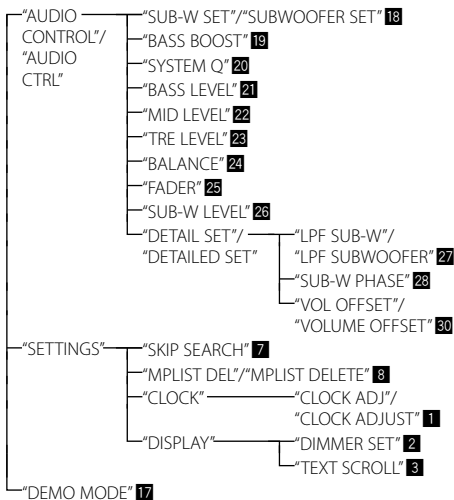 “AUDIO CONTROL”/ “AUDIO CTRL”
“SUB-W SET”/“SUBWOOFER SET” 18
“BASS BOOST” 19
“SYSTEM Q” 20
“BASS LEVEL” 21
“MID LEVEL” 22
“TRE LEVEL” 23
“BALANCE” 24
“FADER” 25
“SUB-W LEVEL” 26
“DETAIL SET”/
“DETAILED SET”
“LPF SUB-W”/
“LPF SUBWOOFER” 27
“SUB-W PHASE” 28
“VOL OFFSET”/
“VOLUME OFFSET” 30
“SETTINGS”
“SKIP SEARCH” 7
“MPLIST DEL”/“MPLIST DELETE” 8
“CLOCK”
“CLOCK ADJ”/
“CLOCK ADJUST” 1
“DISPLAY”
“DIMMER SET” 2
“TEXT SCROLL” 3
“DEMO MODE” 17